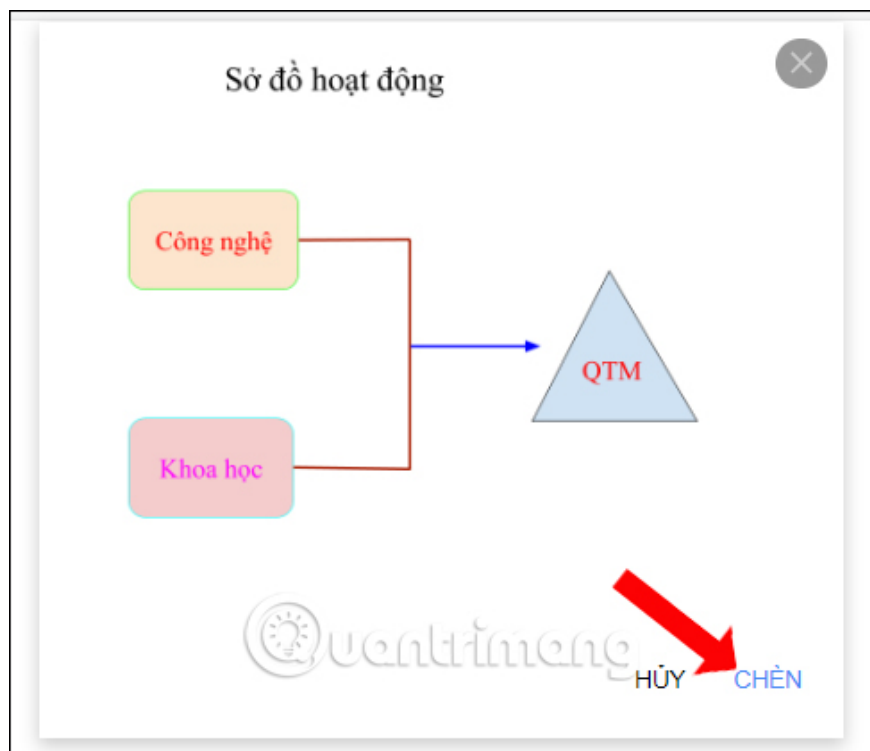 Sở đồ hoạt động
Công nghệ
QTM
Khoa học
Quantrimang
HỦY CHÈN